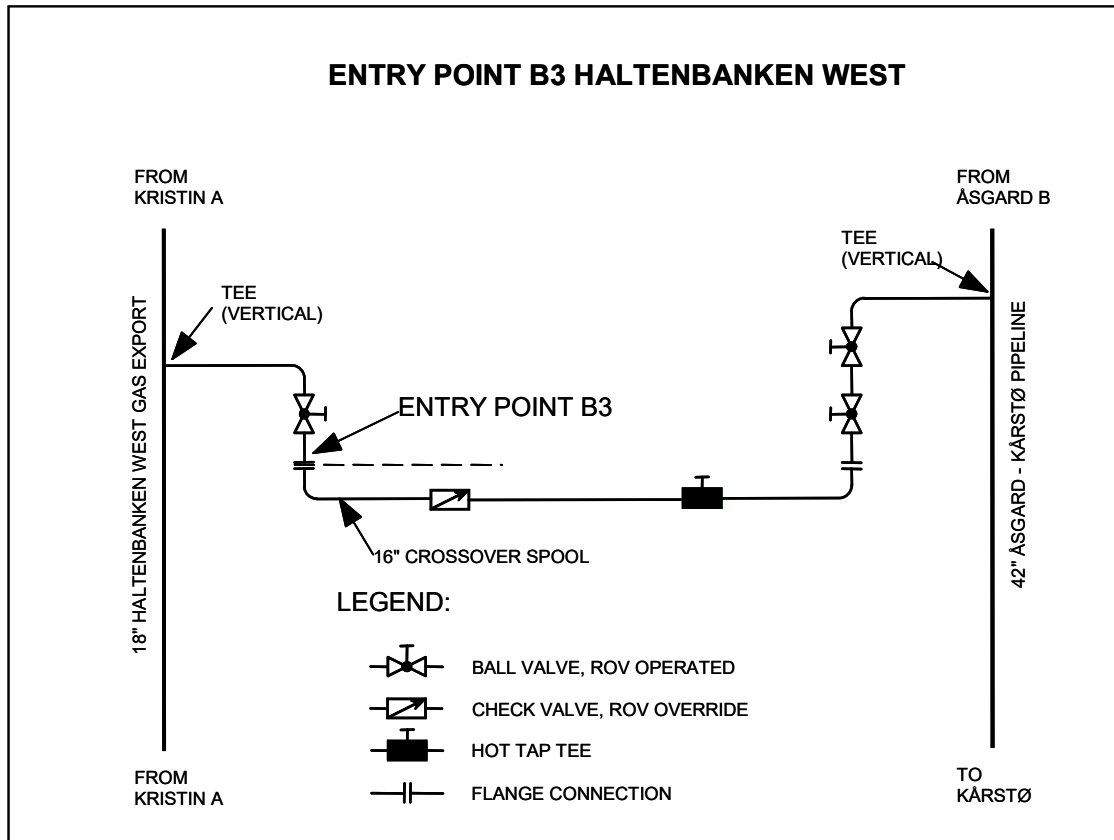 ENTRY POINT B3 HALTENBANKEN WEST
FROM
KRISTIN A
FROM
ÅSGARD B
TEE
(VERTICAL)
TEE
(VERTICAL)
18" HALTENBANKEN WEST GAS EXPORT
42" ÅSGARD - KÅRSTØ PIPELINE
ENTRY POINT B3
16" CROSSOVER SPOOL
LEGEND:
BALL VALVE, ROV OPERATED
CHECK VALVE, ROV OVERRIDE
HOT TAP TEE
FLANGE CONNECTION
FROM
KRISTIN A
TO
KÅRSTØ